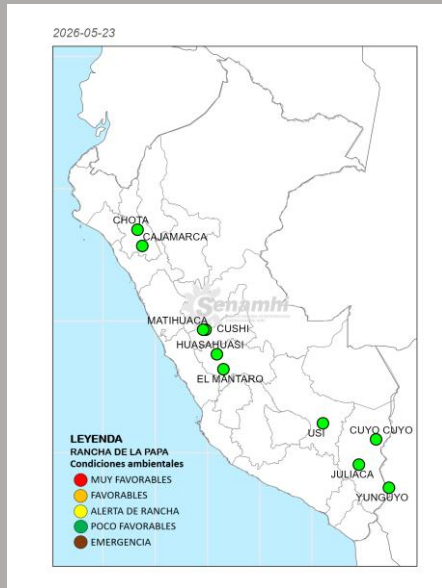 2026-05-23
CHOTA
CAJAMARCA
Senamhi
MATIHUACA
CUSHI
HUASAHUASI
EL MANTARO
USI
CUYO CUYO
JULIACA
YUNGUYO
LEYENDA
RANCHA DE LA PAPA
Condiciones ambientales
MUY FAVORABLES
FAVORABLES
ALERTA DE RANCHA
POCO FAVORABLES
EMERGENCIA